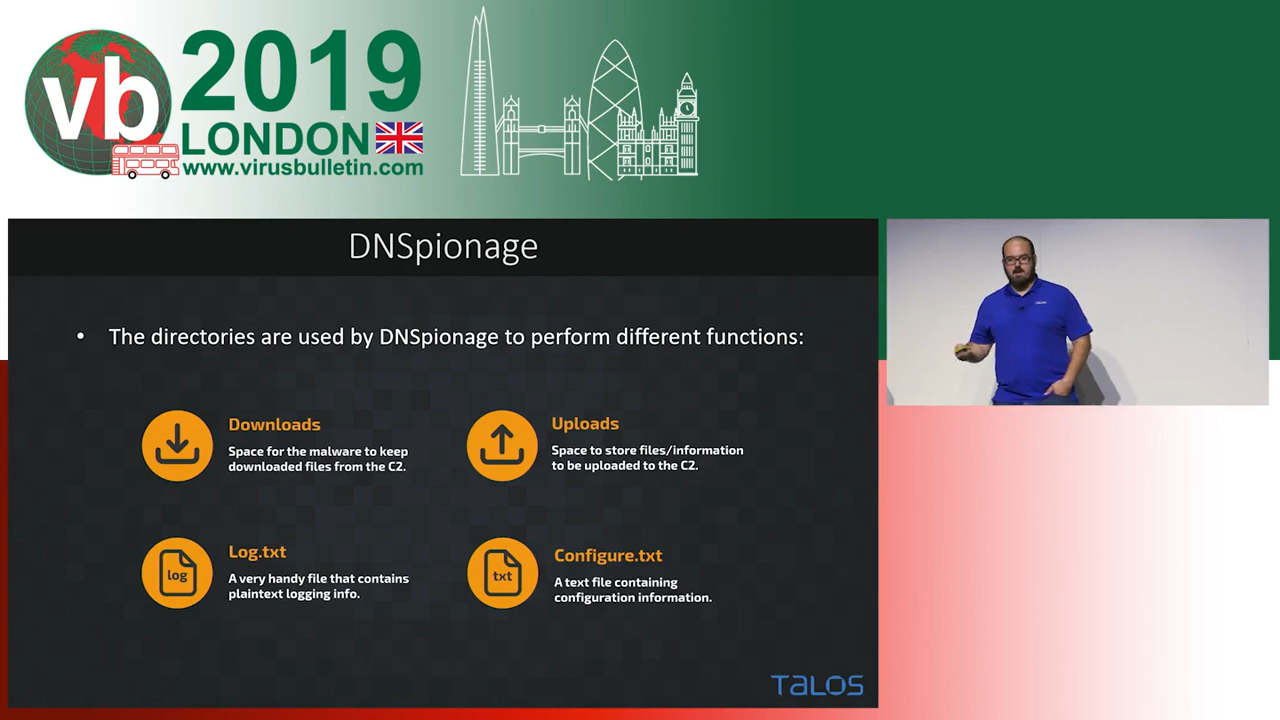 vb
2019
LONDON
www.virusbulletin.com
DNSpionage
• The directories are used by DNSpionage to perform different functions:
Downloads
Space for the malware to keep
downloaded files from the C2.
Uploads
Space to store files/information
to be uploaded to the C2.
log
Log.txt
A very handy file that contains
plaintext logging info.
txt
Configure.txt
A text file containing
configuration information.
TALOS